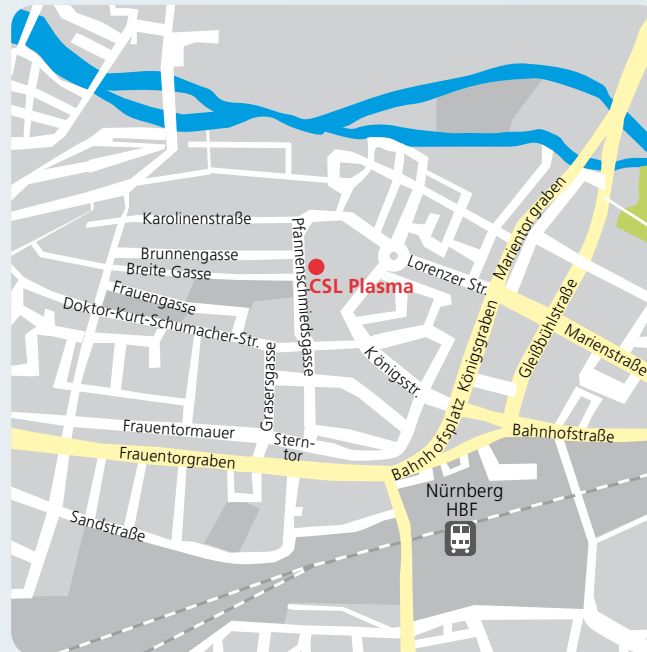 Karolinenstraße
Brunnengasse
Breite Gasse
Pfannenschmiedsgasse
CSL Plasma
Lorenzer Str.
Marientorgraben
Frauengasse
Doktor-Kurt-Schumacher-Str.
Grasersgasse
Königsstr.
Königsgraben
Gleißbühlstraße
Marienstraße
Frauentormauer
Stern-
tor
Frauentorgraben
Bahnhofsplatz
Bahnhofstraße
Nürnberg
HBF
Sandstraße